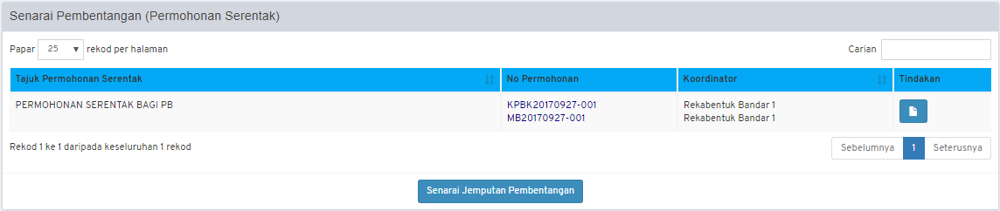 Senarai Pembentangan (Permohonan Serentak)
Papar 25 rekod per halaman Carian
Tajuk Permohonan Serentak No Permohonan Koordinator Tindakan
PERMOHONAN SERENTAK BAGI PB KPBK20170927-001 Rekabentuk Bandar 1
MB20170927-001 Rekabentuk Bandar 1
Rekod 1 ke 1 daripada keseluruhan 1 rekod Sebelumnya 1 Seterusnya
Senarai Jemputan Pembentangan